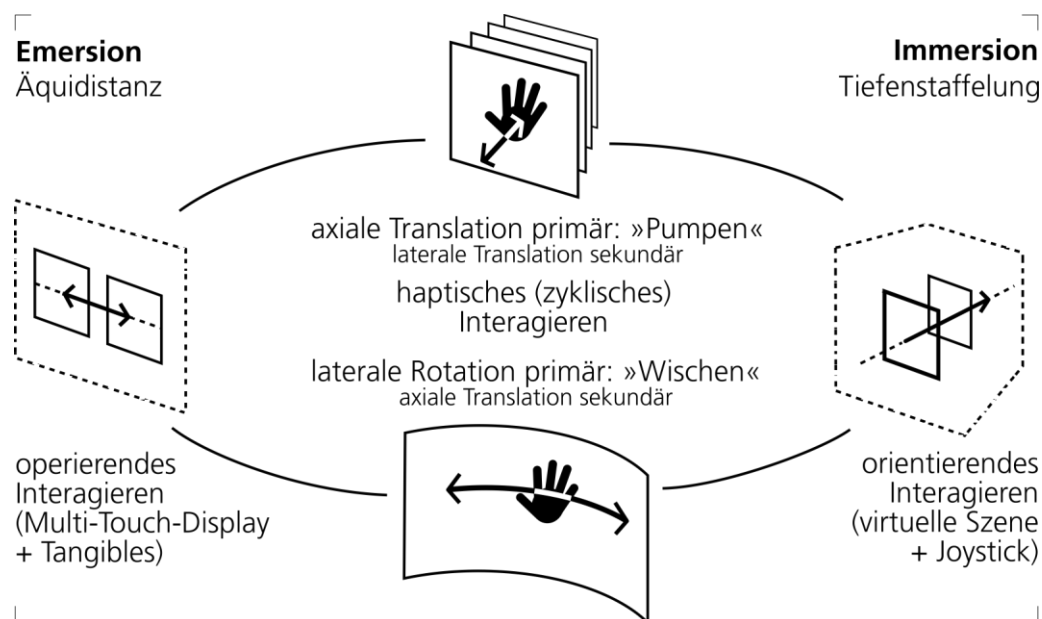 Emersion
Äquidistanz
Immersion
Tiefenstaffelung
axiale Translation primär: »Pumpen«
laterale Translation sekundär
haptisches (zyklisches)
Interagieren
laterale Rotation primär: »Wischen«
axiale Translation sekundär
operierendes
Interagieren
(Multi-Touch-Display
+ Tangibles)
orientierendes
Interagieren
(virtuelle Szene
+ Joystick)